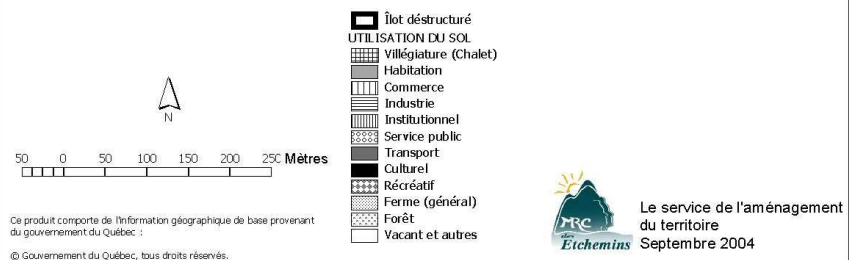 Îlot déstructuré
UTILISATION DU SOL
Villégiature (Chalet)
Habitation
Commerce
Industrie
Institutionnel
Service public
Transport
Culturel
Récréatif
Ferme (général)
Forêt
Vacant et autres
N
50 0 50 100 150 200 250 Mètres
Ce produit comporte de l'information géographique de base provenant
du gouvernement du Québec :
© Gouvernement du Québec, tous droits réservés.
MRC
des
Etchemins
Le service de l'aménagement
du territoire
Septembre 2004